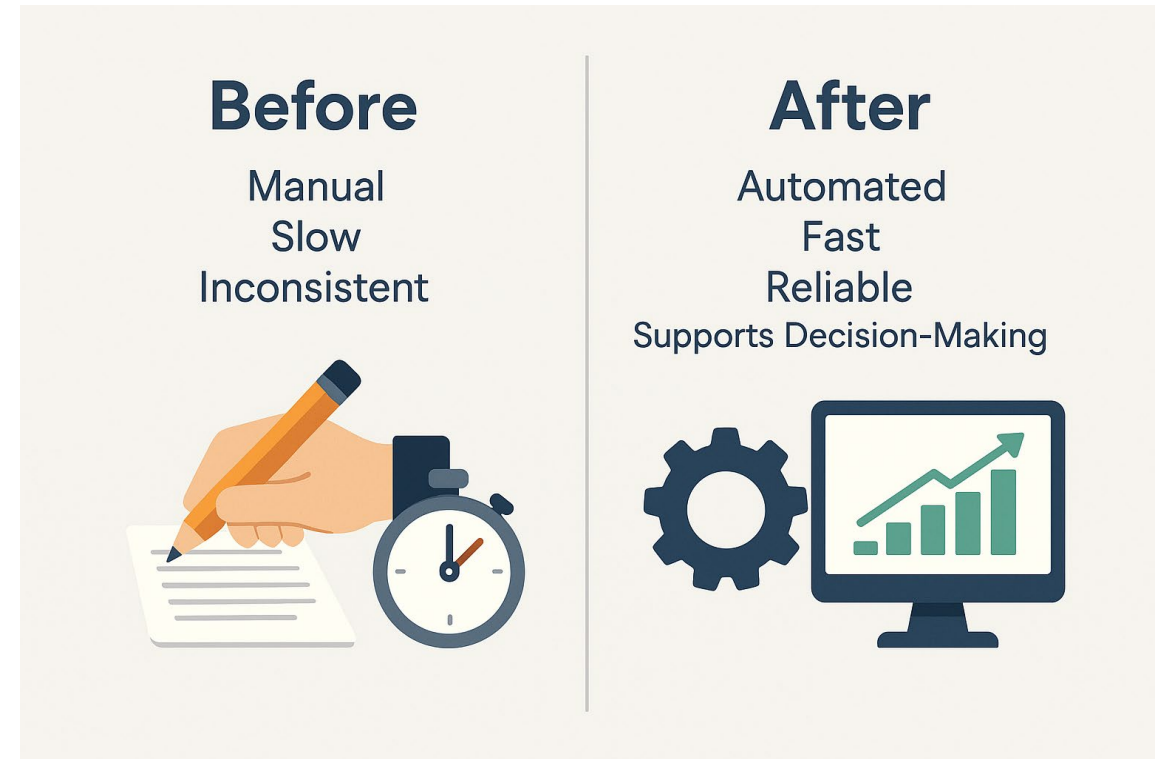 Before
Manual
Slow
Inconsistent
After
Automated
Fast
Reliable
Supports Decision-Making